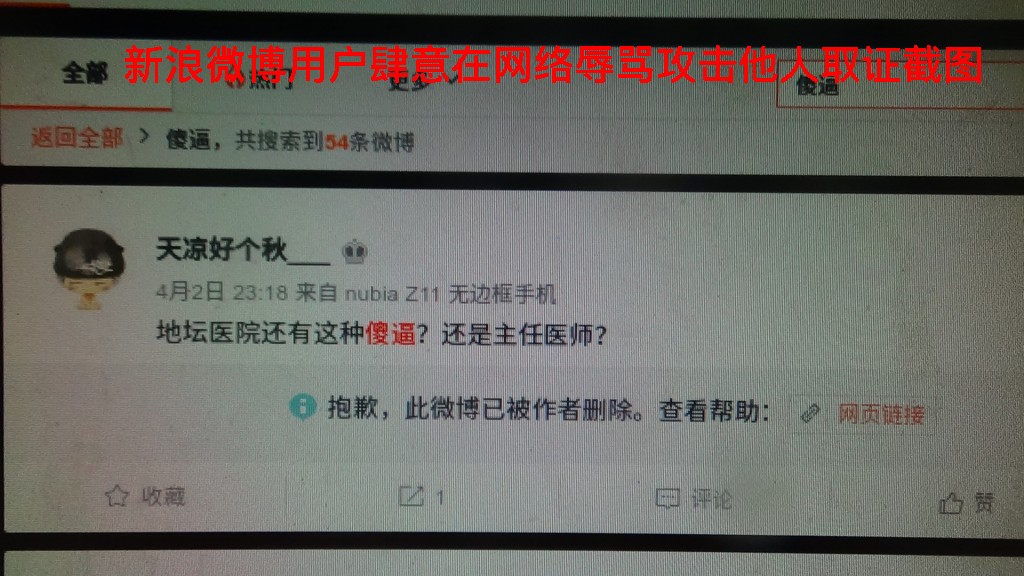 新浪微博用户肆意在网络辱骂攻击他人取证截图
全部 热门 更多 傻逼
返回全部 > 傻逼，共搜索到54条微博
天凉好个秋___
4月2日 23:18 来自 nubia Z11 无边框手机
地坛医院还有这种傻逼？还是主任医师？
抱歉，此微博已被作者删除。查看帮助： 网页链接
收藏 1 评论 赞